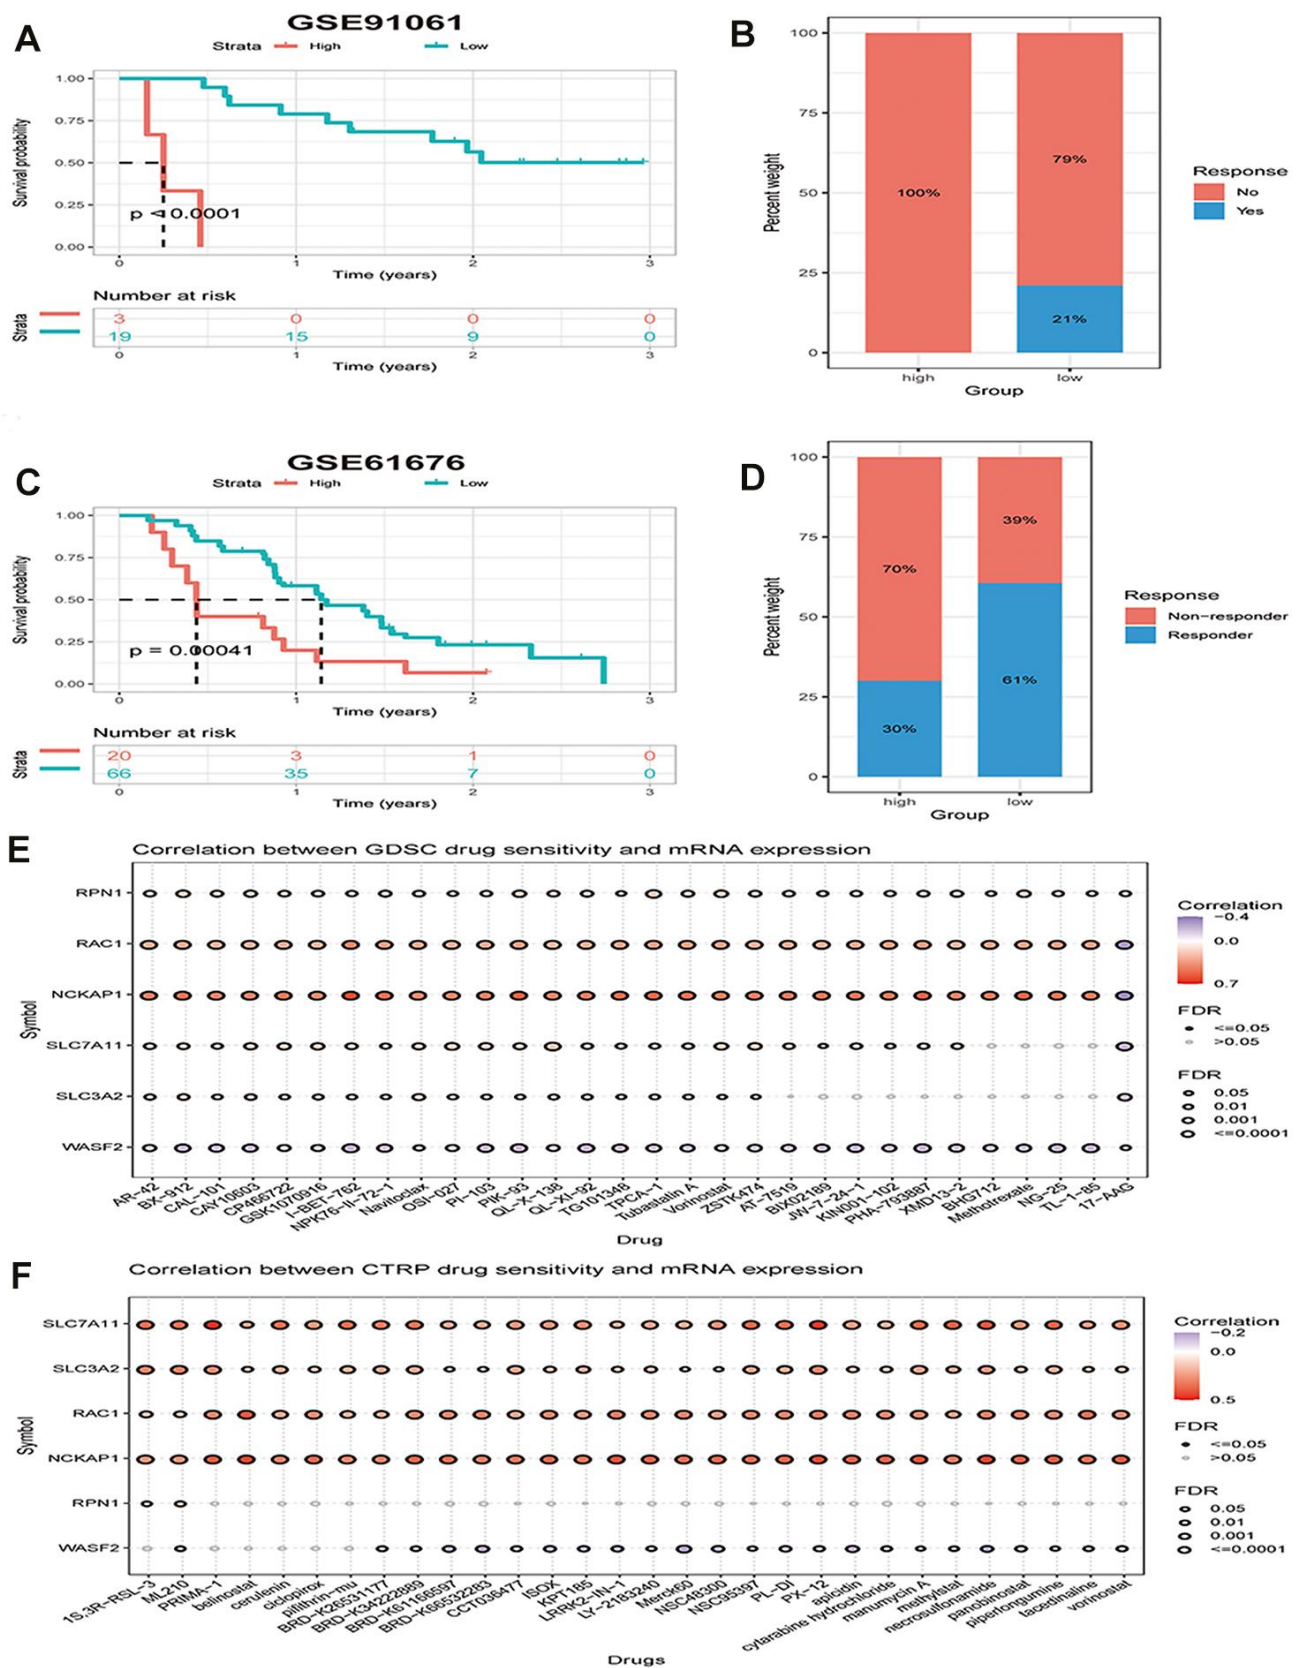 A
GSE91061
Strata High Low
Survival probability
1.00
0.75
0.50
0.25
0.00
p < 0.0001
0 1 2 3
Time (years)
Number at risk
Strata
3 0 0 0
19 15 9 0
0 1 2 3
Time (years)
B
Percent weight
100
75
50
25
0
100%
79%
21%
high low
Group
Response
No
Yes
C
GSE61676
Strata High Low
Survival probability
1.00
0.75
0.50
0.25
0.00
p = 0.00041
0 1 2 3
Time (years)
Number at risk
Strata
20 3 1 0
66 35 7 0
0 1 2 3
Time (years)
D
Percent weight
100
75
50
25
0
70%
30%
39%
61%
high low
Group
Response
Non-responder
Responder
E
Correlation between GDSC drug sensitivity and mRNA expression
Symbol
RPN1
RAC1
NCKAP1
SLC7A11
SLC3A2
WASF2
AR-42
BX-912
CAL-101
CAY10603
CP466722
GSK1070916
I-BET-762
NPK76-II-72-1
Navitoclax
OSI-027
PI-103
PIK-93
QL-X-138
QL-XI-92
TG101348
TPCA-1
Tubastatin A
Vorinostat
ZSTK474
AT-7519
BIX02189
JW-7-24-1
KIN001-102
PHA-793887
XMD13-2
BHG712
Methotrexate
NG-25
TL-1-85
17-AAG
Drug
Correlation
-0.4
0.0
0.7
FDR
<=0.05
>0.05
FDR
0.05
0.01
0.001
<=0.0001
F
Correlation between CTRP drug sensitivity and mRNA expression
Symbol
SLC7A11
SLC3A2
RAC1
NCKAP1
RPN1
WASF2
1S,3R-RSL-3
ML210
PRIMA-1
belinostat
cerulenin
ciclopirox
pifithrin-mu
BRD-K26531177
BRD-K34222889
BRD-K61166597
BRD-K66532283
CCT036477
ISOX
KPT185
LRRK2-IN-1
LY-2183240
Merck60
NSC48300
NSC95397
PL-DI
PX-12
apicidin
cytarabine hydrochloride
manumycin A
methylstat
necrosulfonamide
panobinostat
piperlongumine
tacedinaline
vorinostat
Drugs
Correlation
-0.2
0.0
0.5
FDR
<=0.05
>0.05
FDR
0.05
0.01
0.001
<=0.0001